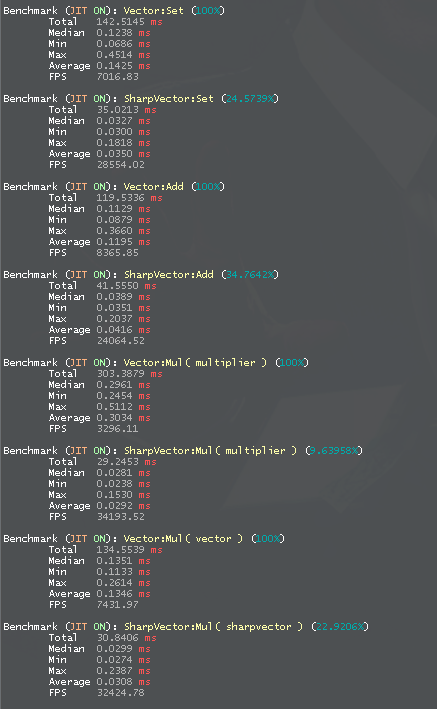 Benchmark (JIT ON): Vector:Set (100%)
Total 142.5145 ms
Median 0.1238 ms
Min 0.0686 ms
Max 0.4514 ms
Average 0.1425 ms
FPS 7016.83
Benchmark (JIT ON): SharpVector:Set (24.5739%)
Total 35.0213 ms
Median 0.0327 ms
Min 0.0300 ms
Max 0.1818 ms
Average 0.0350 ms
FPS 28554.02
Benchmark (JIT ON): Vector:Add (100%)
Total 119.5336 ms
Median 0.1129 ms
Min 0.0879 ms
Max 0.3660 ms
Average 0.1195 ms
FPS 8365.85
Benchmark (JIT ON): SharpVector:Add (34.7642%)
Total 41.5550 ms
Median 0.0389 ms
Min 0.0351 ms
Max 0.2037 ms
Average 0.0416 ms
FPS 24064.52
Benchmark (JIT ON): Vector:Mul( multiplier ) (100%)
Total 303.3879 ms
Median 0.2961 ms
Min 0.2454 ms
Max 0.5112 ms
Average 0.3034 ms
FPS 3296.11
Benchmark (JIT ON): SharpVector:Mul( multiplier ) (9.63958%)
Total 29.2453 ms
Median 0.0281 ms
Min 0.0238 ms
Max 0.1530 ms
Average 0.0292 ms
FPS 34193.52
Benchmark (JIT ON): Vector:Mul( vector ) (100%)
Total 134.5539 ms
Median 0.1351 ms
Min 0.1133 ms
Max 0.2614 ms
Average 0.1346 ms
FPS 7431.97
Benchmark (JIT ON): SharpVector:Mul( sharpvector ) (22.9206%)
Total 30.8406 ms
Median 0.0299 ms
Min 0.0274 ms
Max 0.2387 ms
Average 0.0308 ms
FPS 32424.78